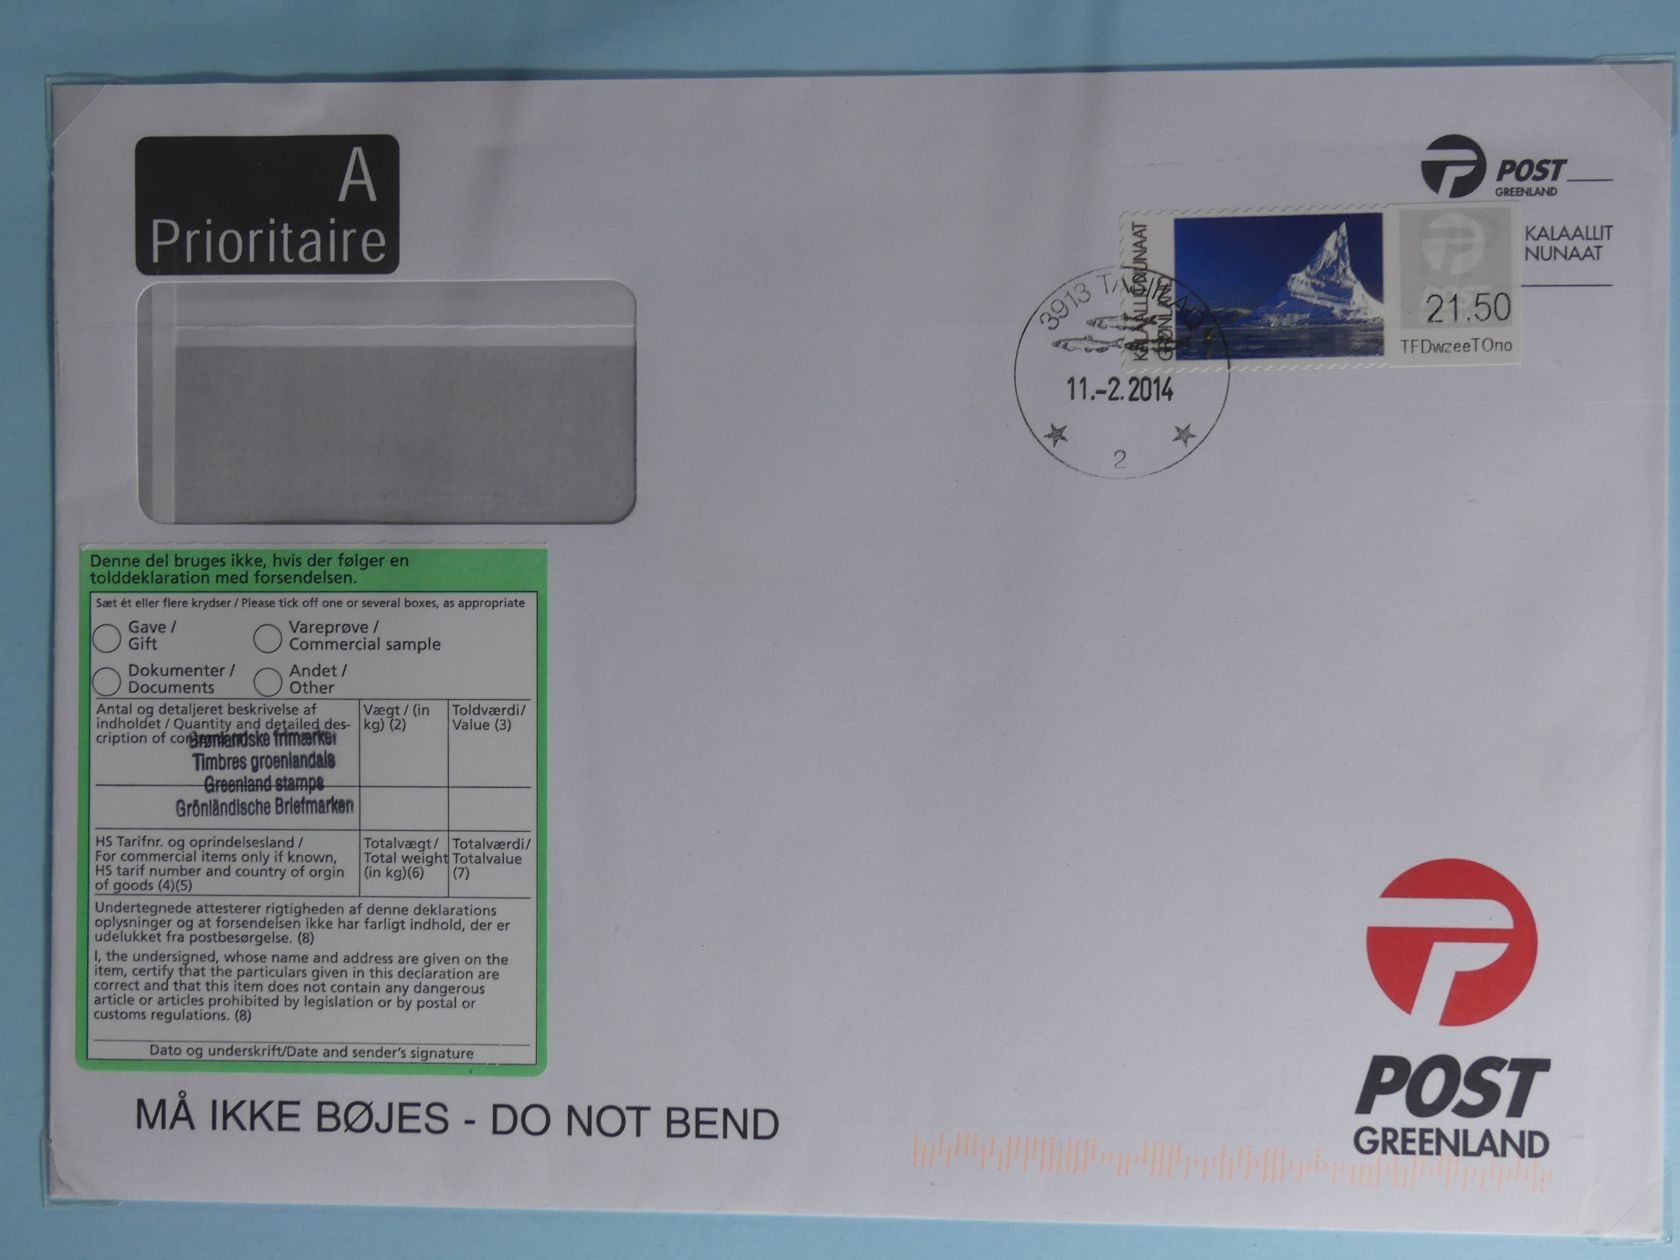 A
Prioritaire
POST
GREENLAND
KALAALLIT
NUNAAT
KALAALLIT NUNAAT
GRØNLAND
21.50
TFDwzeeTOno
3913
11.-2.2014
2
Denne del bruges ikke, hvis der følger en
tolddeklaration med forsendelsen.
Sæt ét eller flere krydser / Please tick off one or several boxes, as appropriate
Gave /
Gift
Vareprøve /
Commercial sample
Dokumenter /
Documents
Andet /
Other
Antal og detaljeret beskrivelse af
indholdet / Quantity and detailed des-
cription of
Vægt / (in
kg) (2)
Toldværdi/
Value (3)
Grønlandske frimærker
Timbres groenlandais
Greenland stamps
Grönländische Briefmarken
HS Tarifnr. og oprindelsesland /
For commercial items only if known,
HS tarif number and country of orgin
of goods (4)(5)
Totalvægt/
Total weight
(in kg)(6)
Totalværdi/
Totalvalue
(7)
Undertegnede attesterer rigtigheden af denne deklarations
oplysninger og at forsendelsen ikke har farligt indhold, der er
udelukket fra postbesørgelse. (8)
I, the undersigned, whose name and address are given on the
item, certify that the particulars given in this declaration are
correct and that this item does not contain any dangerous
article or articles prohibited by legislation or by postal or
customs regulations. (8)
Dato og underskrift/Date and sender's signature
MÅ IKKE BØJES - DO NOT BEND
POST
GREENLAND